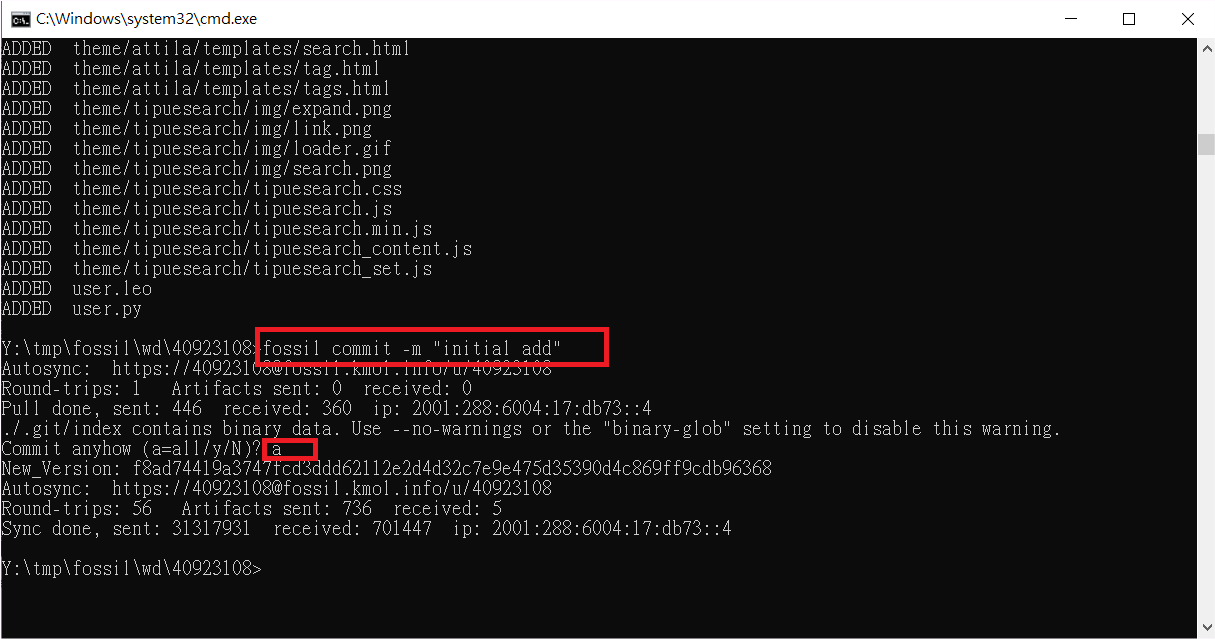 C:\Windows\system32\cmd.exe
ADDED  theme/attila/templates/search.html
ADDED  theme/attila/templates/tag.html
ADDED  theme/attila/templates/tags.html
ADDED  theme/tipuesearch/img/expand.png
ADDED  theme/tipuesearch/img/link.png
ADDED  theme/tipuesearch/img/loader.gif
ADDED  theme/tipuesearch/img/search.png
ADDED  theme/tipuesearch/tipuesearch.css
ADDED  theme/tipuesearch/tipuesearch.js
ADDED  theme/tipuesearch/tipuesearch.min.js
ADDED  theme/tipuesearch/tipuesearch_content.js
ADDED  theme/tipuesearch/tipuesearch_set.js
ADDED  user.leo
ADDED  user.py
Y:\tmp\fossil\wd\40923108>fossil commit -m "initial add"
Autosync:  https://40923108@fossil.kmol.info/u/40923108
Round-trips: 1   Artifacts sent: 0  received: 0
Pull done, sent: 446  received: 360  ip: 2001:288:6004:17:db73::4
./.git/index contains binary data. Use --no-warnings or the "binary-glob" setting to disable this warning.
Commit anyhow (a=all/y/N)? a
New_Version: f8ad74419a3747fcd3ddd62112e2d4d32c7e9e475d35390d4c869ff9cdb96368
Autosync:  https://40923108@fossil.kmol.info/u/40923108
Round-trips: 56   Artifacts sent: 736  received: 5
Sync done, sent: 31317931  received: 701447  ip: 2001:288:6004:17:db73::4
Y:\tmp\fossil\wd\40923108>